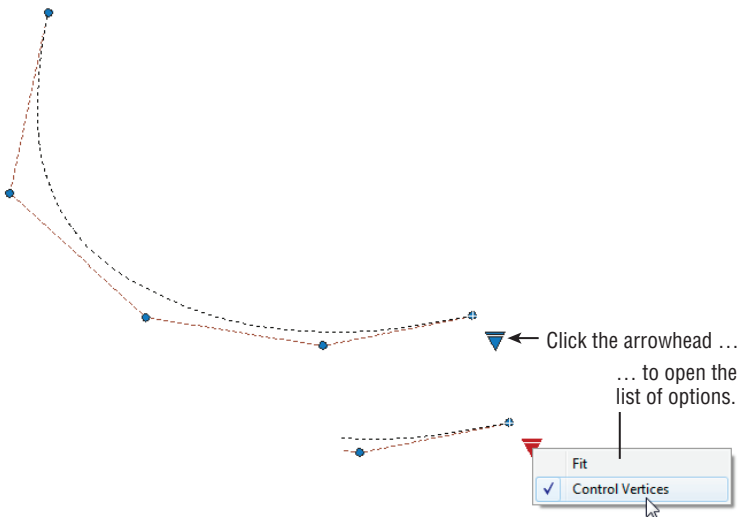 Click the arrowhead …
… to open the
list of options.
Fit
Control Vertices